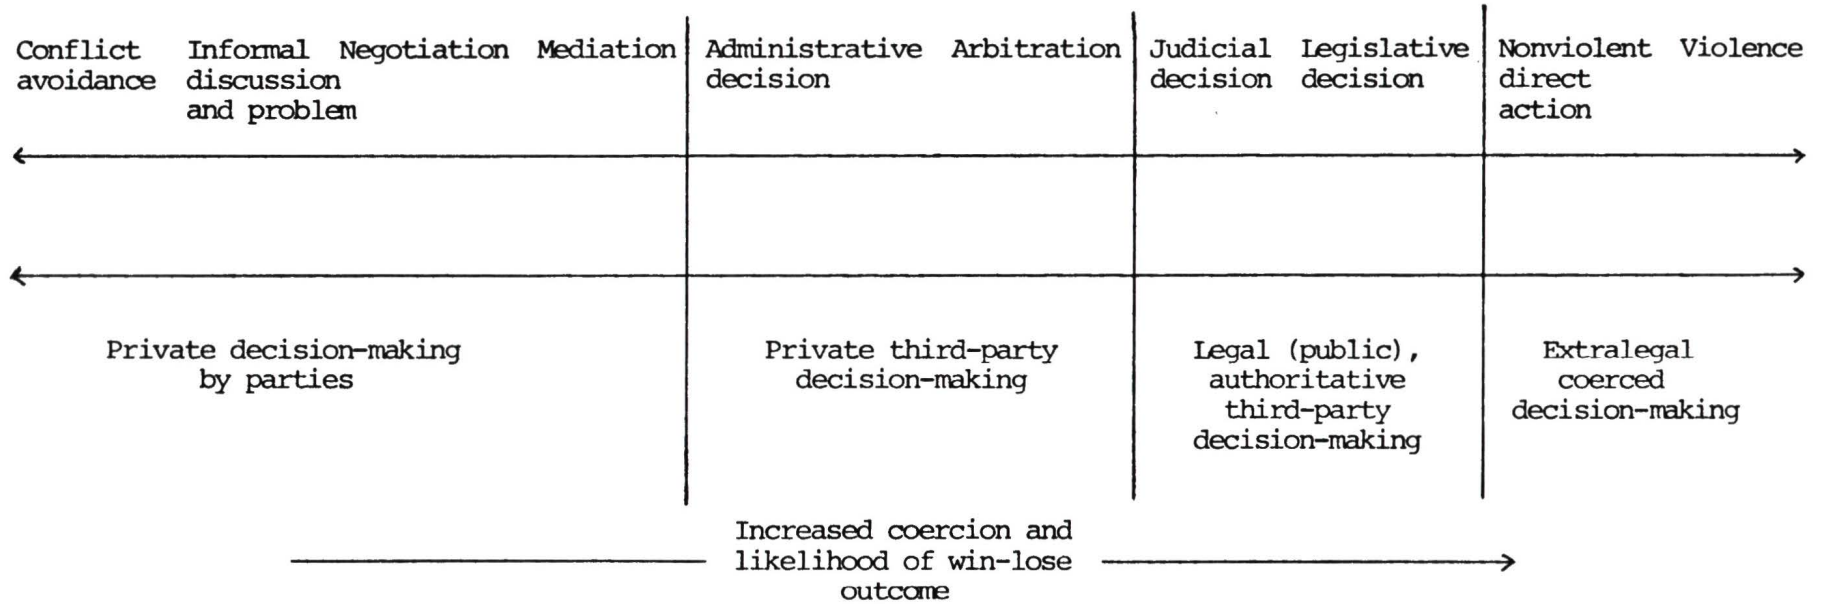 Conflict avoidance
Informal discussion and problem
Negotiation
Mediation
Administrative decision
Arbitration
Judicial decision
Legislative decision
Nonviolent direct action
Violence
Private decision-making
by parties
Private third-party
decision-making
Legal (public),
authoritative
third-party
decision-making
Extralegal
coerced
decision-making
Increased coercion and
likelihood of win-lose
outcome